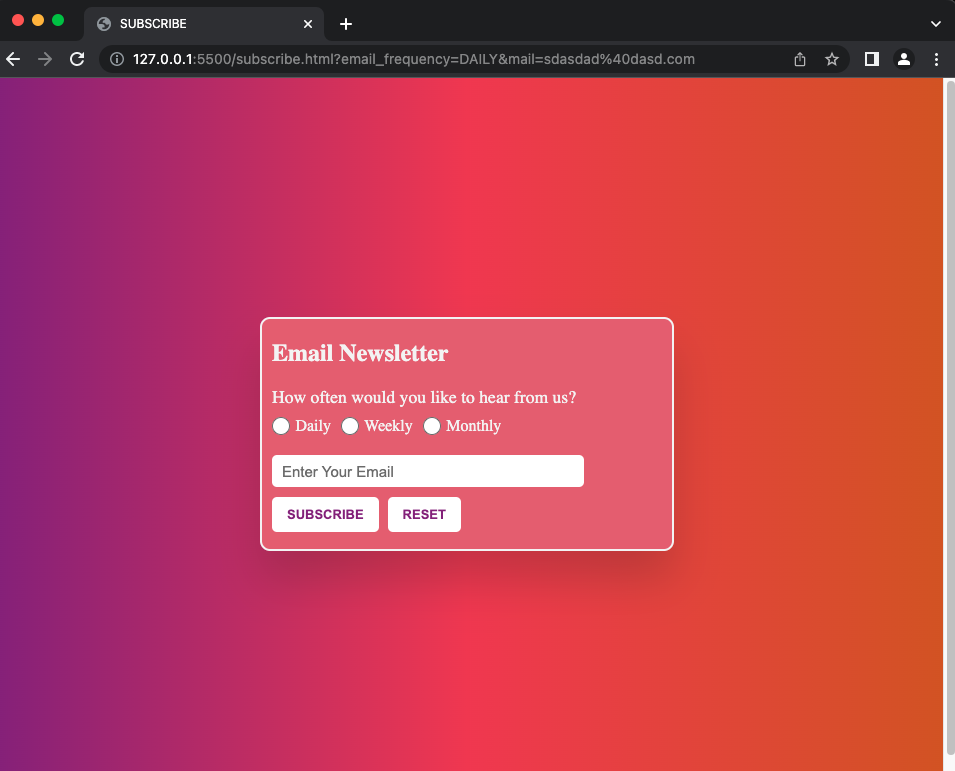 SUBSCRIBE
127.0.0.1:5500/subscribe.html?email_frequency=DAILY&mail=sdasdad%40dasd.com
Email Newsletter
How often would you like to hear from us?
Daily Weekly Monthly
Enter Your Email
SUBSCRIBE RESET